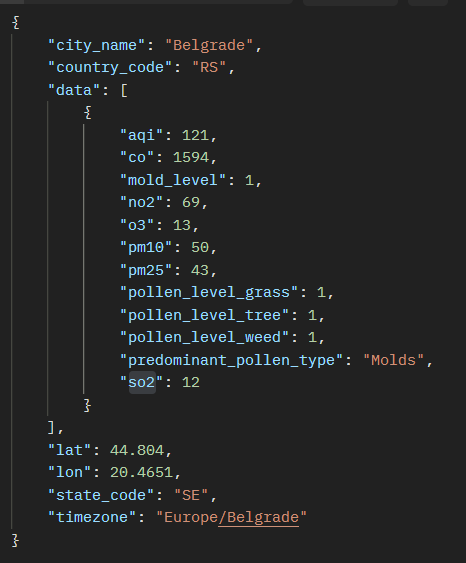 {
    "city_name": "Belgrade",
    "country_code": "RS",
    "data": [
        {
            "aqi": 121,
            "co": 1594,
            "mold_level": 1,
            "no2": 69,
            "o3": 13,
            "pm10": 50,
            "pm25": 43,
            "pollen_level_grass": 1,
            "pollen_level_tree": 1,
            "pollen_level_weed": 1,
            "predominant_pollen_type": "Molds",
            "so2": 12
        }
    ],
    "lat": 44.804,
    "lon": 20.4651,
    "state_code": "SE",
    "timezone": "Europe/Belgrade"
}